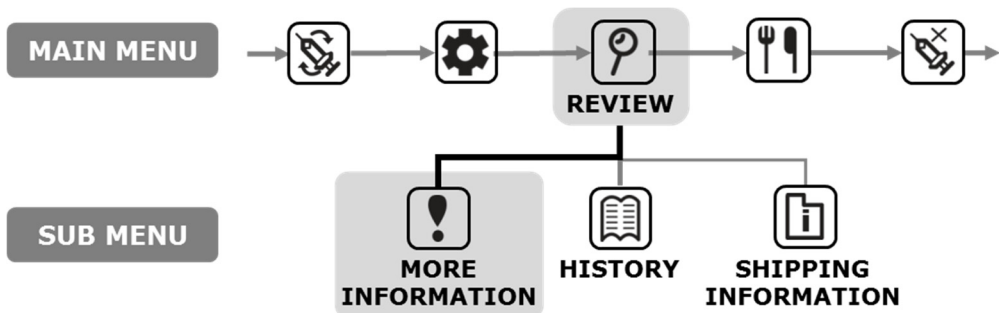 MAIN MENU
REVIEW
SUB MENU
MORE
INFORMATION
HISTORY
SHIPPING
INFORMATION